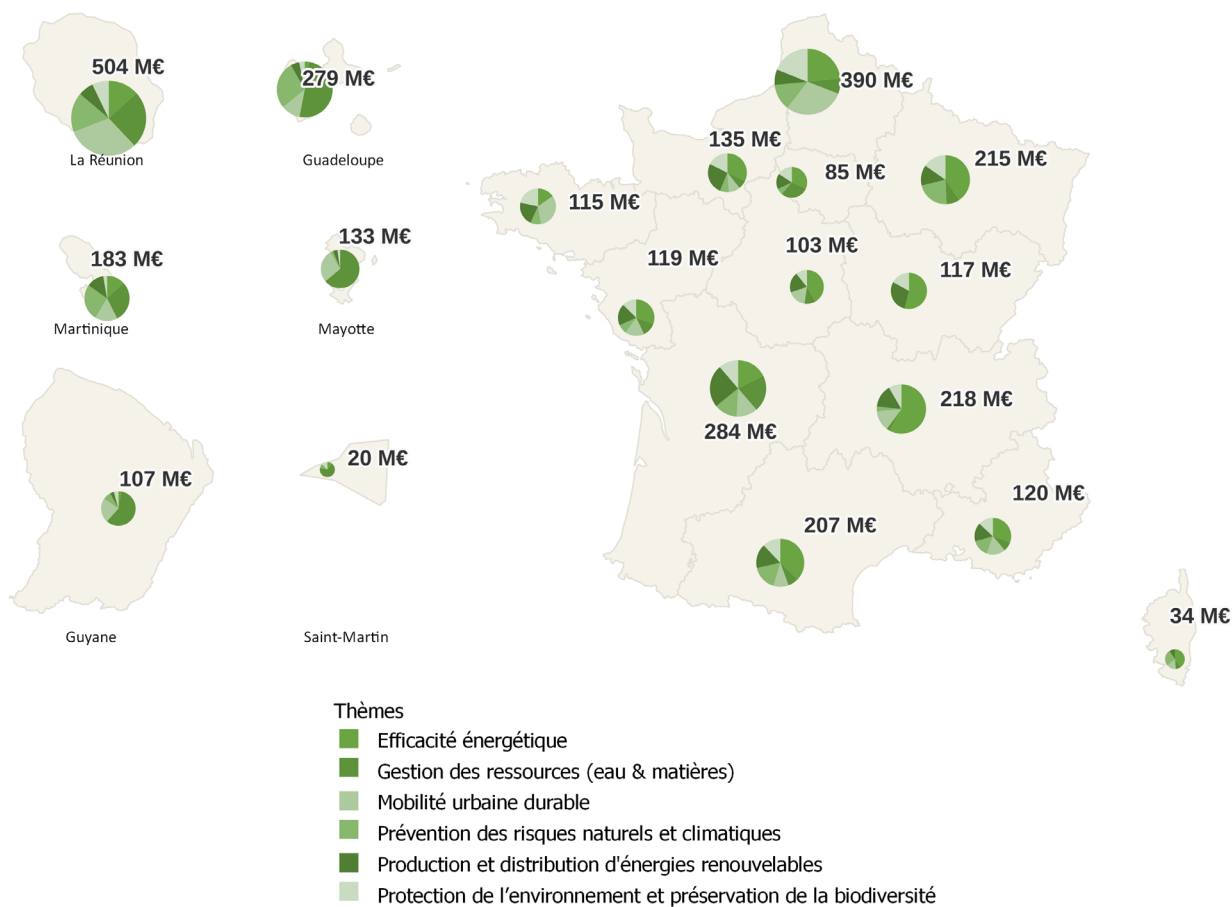 504 M€
La Réunion
279 M€
Guadeloupe
183 M€
Martinique
133 M€
Mayotte
107 M€
Guyane
20 M€
Saint-Martin
390 M€
135 M€
85 M€
215 M€
115 M€
119 M€
103 M€
117 M€
284 M€
218 M€
207 M€
120 M€
34 M€
Thèmes
Efficacité énergétique
Gestion des ressources (eau & matières)
Mobilité urbaine durable
Prévention des risques naturels et climatiques
Production et distribution d'énergies renouvelables
Protection de l’environnement et préservation de la biodiversité